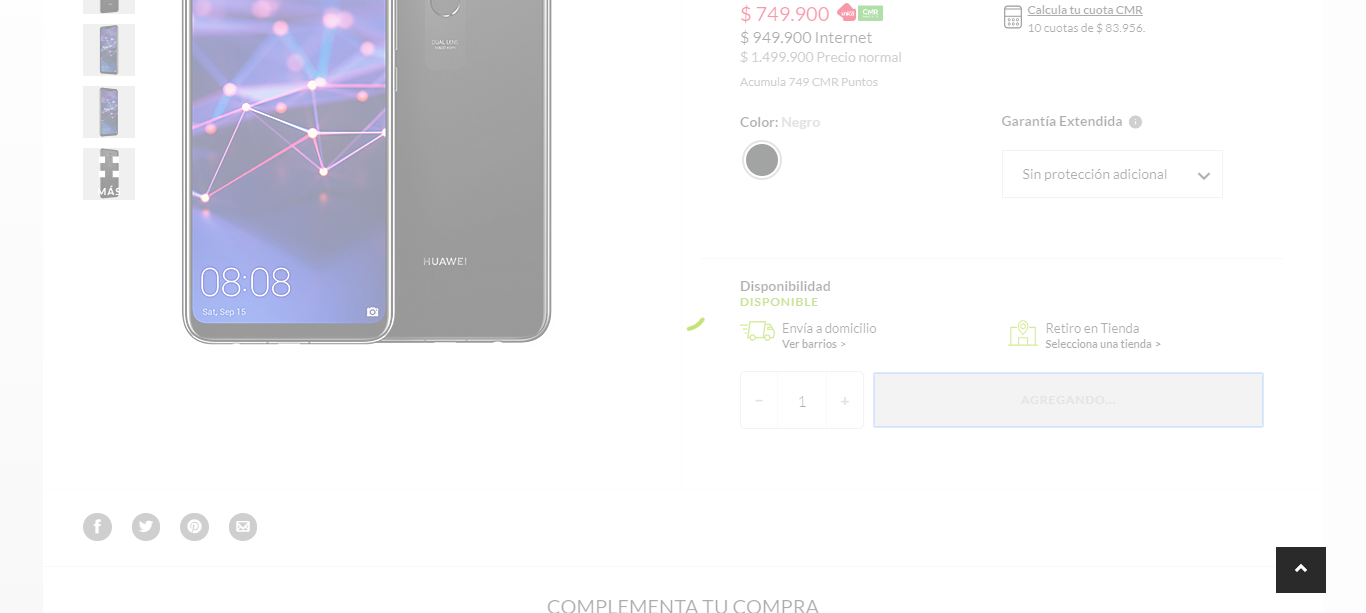 $ 749.900 CMR
$ 949.900 Internet
$ 1.499.900 Precio normal
Acumula 749 CMR Puntos
Calcula tu cuota CMR
10 cuotas de $ 83.956.
Color: Negro
Garantía Extendida
Sin protección adicional
MÁS
DUAL LENS
HUAWEI
08:08
Sat, Sep 15
Disponibilidad
DISPONIBLE
Envía a domicilio
Ver barrios >
Retiro en Tienda
Selecciona una tienda >
− 1 +
AGREGANDO...
COMPLEMENTA TU COMPRA